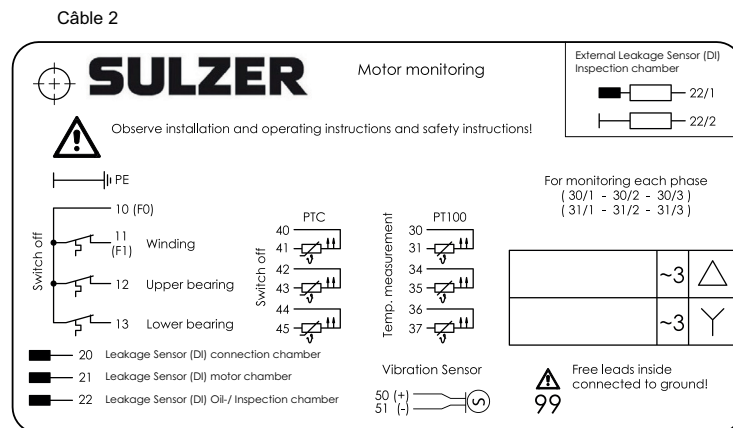 Câble 2
SULZER
Motor monitoring
External Leakage Sensor (DI)
Inspection chamber
22/1
22/2
Observe installation and operating instructions and safety instructions!
PE
10 (F0)
11
(F1)
Winding
12 Upper bearing
13 Lower bearing
Switch off
PTC
40
41
42
43
44
45
Switch off
PT100
30
31
34
35
36
37
Temp. measurement
For monitoring each phase
( 30/1 - 30/2 - 30/3 )
( 31/1 - 31/2 - 31/3 )
~3
~3
20 Leakage Sensor (DI) connection chamber
21 Leakage Sensor (DI) motor chamber
22 Leakage Sensor (DI) Oil-/ Inspection chamber
Vibration Sensor
50 (+)
51 (-)
S
99
Free leads inside
connected to ground!